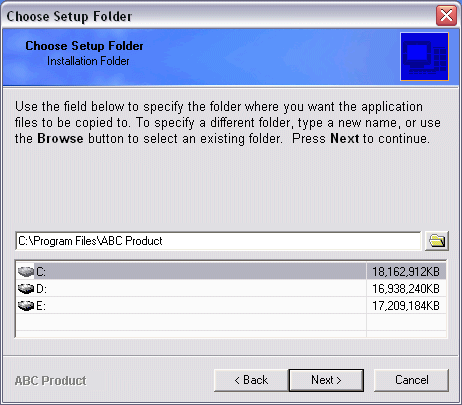 Choose Setup Folder
Choose Setup Folder
Installation Folder
Use the field below to specify the folder where you want the application
files to be copied to. To specify a different folder, type a new name, or use
the Browse button to select an existing folder.  Press Next to continue.
C:\Program Files\ABC Product
C: 18,162,912KB
D: 16,938,240KB
E: 17,209,184KB
ABC Product < Back Next > Cancel